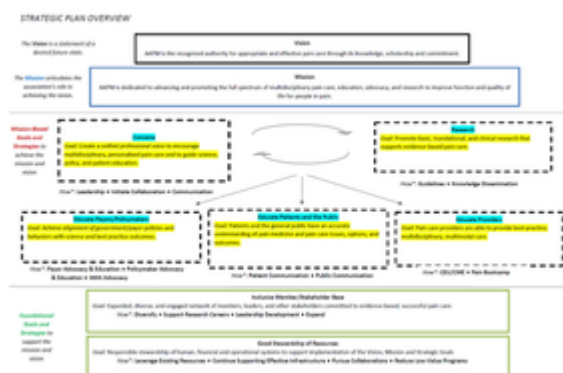 STRATEGIC PLAN OVERVIEW
The Vision is a statement of a
desired future state.
Vision
AAPM is the recognized authority for appropriate and effective pain care through its knowledge, scholarship and commitment.
The Mission articulates the
association's role in
achieving the vision.
Mission
AAPM is dedicated to advancing and promoting the full spectrum of multidisciplinary pain care, education, advocacy, and research to improve function and quality of
life for people in pain.
Mission-Based
Goals and
Strategies to
achieve the
mission and
vision
Convene
Goal: Create a unified professional voice to encourage
multidisciplinary, personalized pain care and to guide science,
policy, and patient education.
How?: Leadership • Initiate Collaboration • Communication
Research
Goal: Promote basic, translational, and clinical research that
supports evidence-based pain care.
How?: Guidelines • Knowledge Dissemination
Educate Payers/Policymakers
Goal: Achieve alignment of government/payer policies and
behaviors with science and best practice outcomes.
How?: Payer Advocacy & Education • Policymaker Advocacy
& Education • AMA Advocacy
Educate Patients and the Public
Goal: Patients and the general public have an accurate
understanding of pain medicine and pain care issues, options, and
outcomes.
How?: Patient Communication • Public Communication
Educate Providers
Goal: Pain care providers are able to provide best-practice,
multidisciplinary, multimodal care.
How?: CEU/CME • Pain Bootcamp
Foundational
Goals and
Strategies to
support the
mission and
vision
Inclusive Member/Stakeholder Base
Goal: Expanded, diverse, and engaged network of members, leaders, and other stakeholders committed to evidence-based, successful pain care.
How?: Diversify • Support Research Careers • Leadership Development • Expand
Good Stewardship of Resources
Goal: Responsible stewardship of human, financial and operational systems to support implementation of the Vision, Mission and Strategic Goals
How?: Leverage Existing Resources • Continue Supporting Effective Infrastructure • Pursue Collaborations • Reduce Low-Value Programs